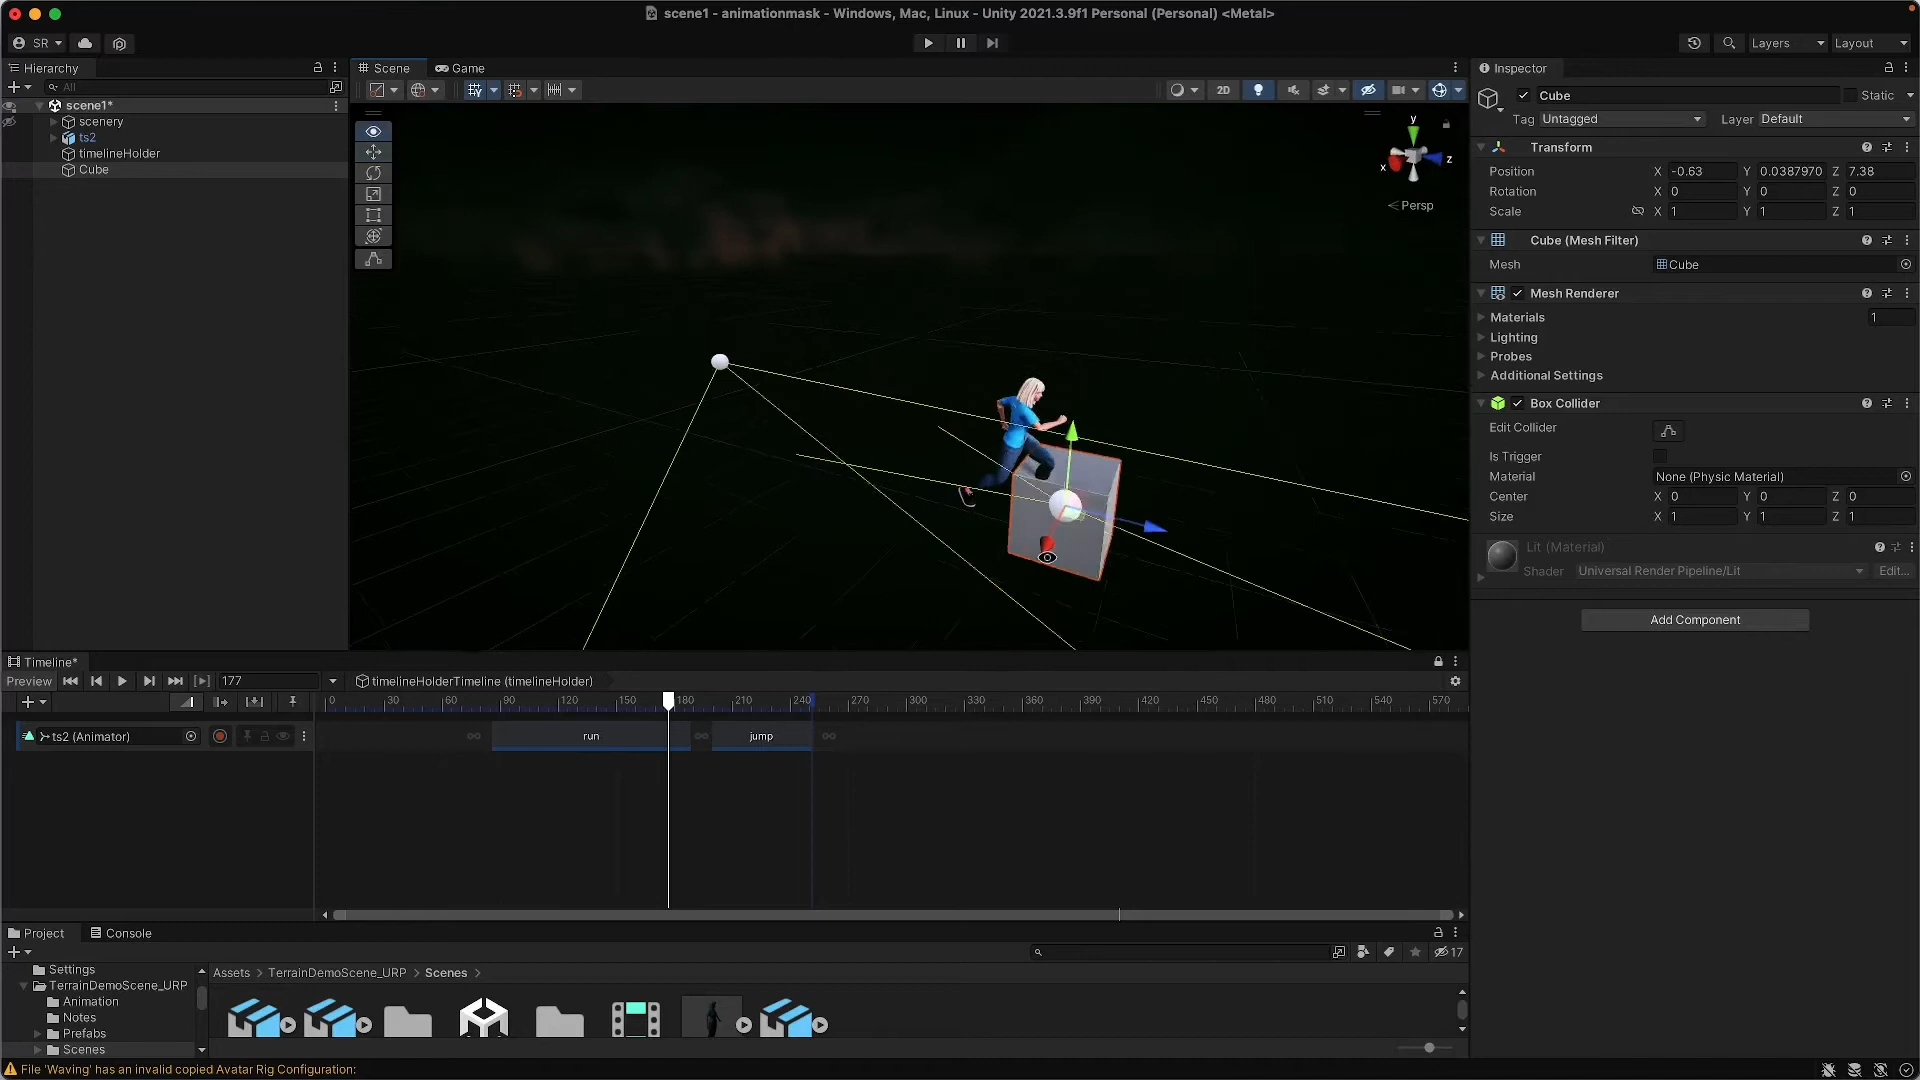 scene1 - animationmask - Windows, Mac, Linux - Unity 2021.3.9f1 Personal (Personal) <Metal>
SR
Layers
Layout
Hierarchy
All
scene1*
scenery
ts2
timelineHolder
Cube
Scene
Game
2D
y
x
z
Persp
Inspector
Cube
Static
Tag Untagged
Layer Default
Transform
Position X -0.63 Y 0.0387970 Z 7.38
Rotation X 0 Y 0 Z 0
Scale X 1 Y 1 Z 1
Cube (Mesh Filter)
Mesh Cube
Mesh Renderer
Materials 1
Lighting
Probes
Additional Settings
Box Collider
Edit Collider
Is Trigger
Material None (Physic Material)
Center X 0 Y 0 Z 0
Size X 1 Y 1 Z 1
Lit (Material)
Shader Universal Render Pipeline/Lit Edit...
Add Component
Timeline*
Preview 177 timelineHolderTimeline (timelineHolder)
0 30 60 90 120 150 180 210 240 270 300 330 360 390 420 450 480 510 540 570
ts2 (Animator) run jump
Project Console
17
Settings
TerrainDemoScene_URP
Animation
Notes
Prefabs
Scenes
Assets > TerrainDemoScene_URP > Scenes >
File 'Waving' has an invalid copied Avatar Rig Configuration: